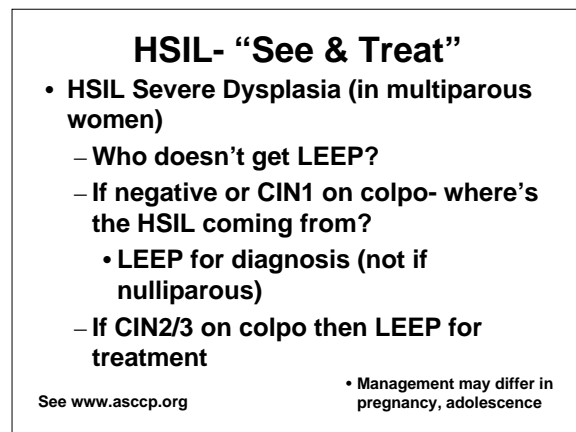 HSIL- “See & Treat”
• HSIL Severe Dysplasia (in multiparous
women)
– Who doesn’t get LEEP?
– If negative or CIN1 on colpo- where’s
the HSIL coming from?
• LEEP for diagnosis (not if
nulliparous)
– If CIN2/3 on colpo then LEEP for
treatment
See www.asccp.org
• Management may differ in
pregnancy, adolescence